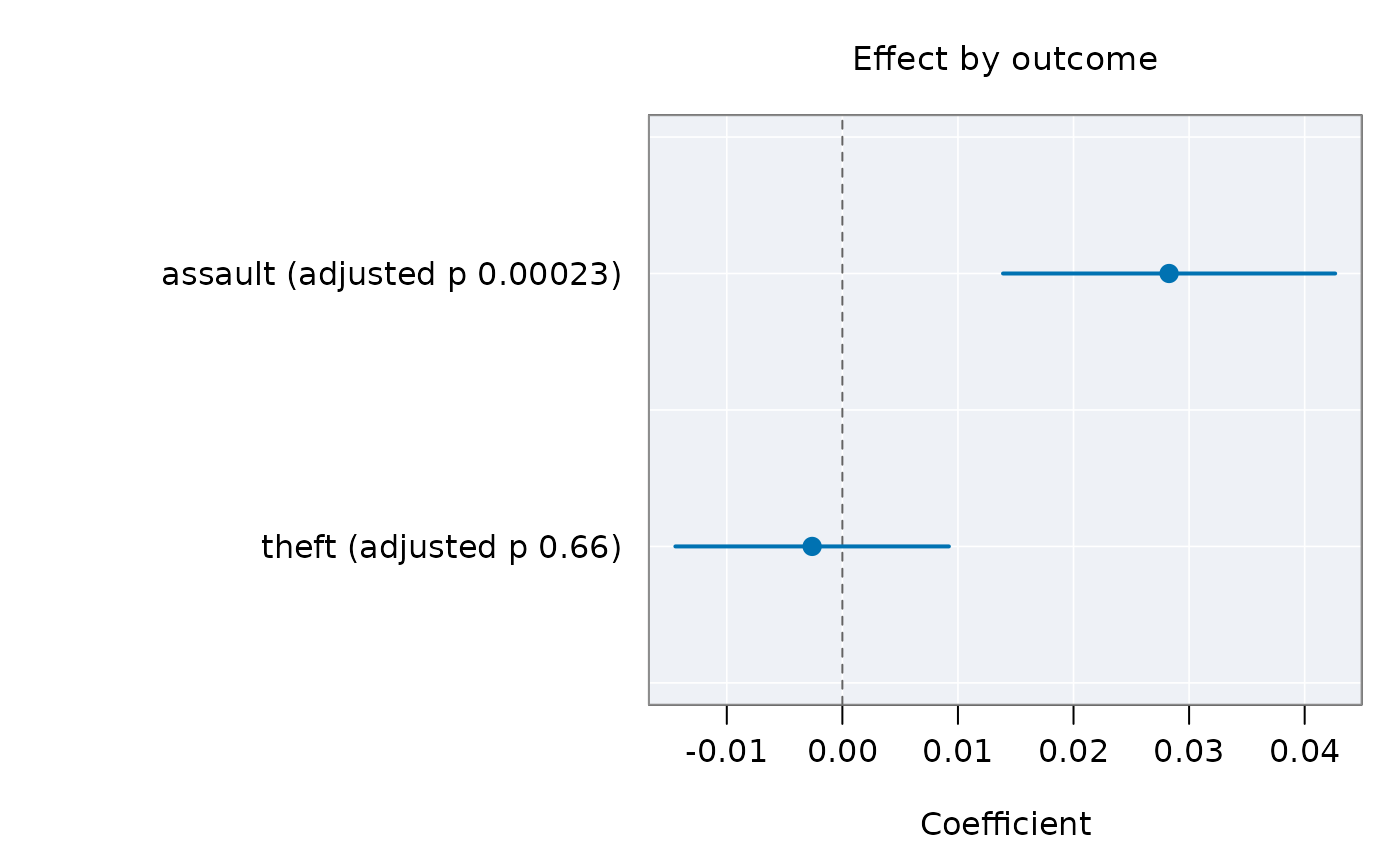 Effect by outcome
assault (adjusted p 0.00023)
theft (adjusted p 0.66)
-0.01 0.00 0.01 0.02 0.03 0.04
Coefficient